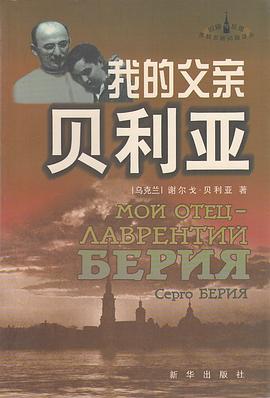 我的父亲
贝利亚
[乌克兰] 谢尔戈·贝利亚 著
МОЙ ОТЕЦ–
ЛАВРЕНТИЙ
БЕРИЯ
Серго БЕРИЯ
新华出版社